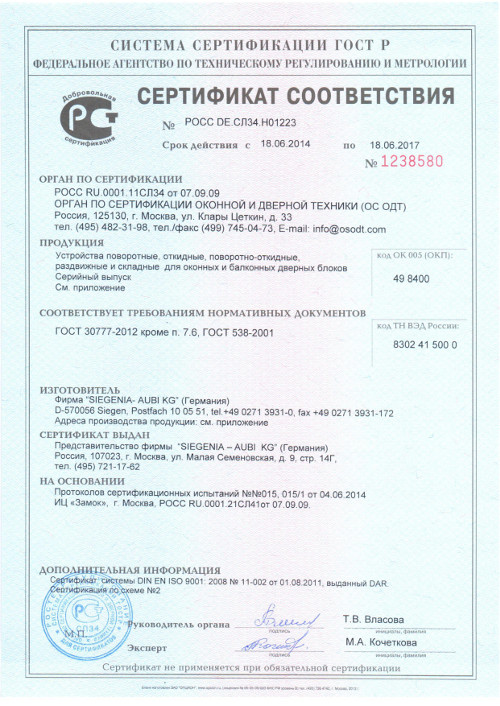 СИСТЕМА СЕРТИФИКАЦИИ ГОСТ Р
ФЕДЕРАЛЬНОЕ АГЕНТСТВО ПО ТЕХНИЧЕСКОМУ РЕГУЛИРОВАНИЮ И МЕТРОЛОГИИ
Добровольная
сертификация
СЕРТИФИКАТ СООТВЕТСТВИЯ
№ РОСС DE.СЛ34.Н01223
Срок действия с 18.06.2014 по 18.06.2017
№ 1238580
ОРГАН ПО СЕРТИФИКАЦИИ
РОСС RU.0001.11СЛ34 от 07.09.09
ОРГАН ПО СЕРТИФИКАЦИИ ОКОННОЙ И ДВЕРНОЙ ТЕХНИКИ (ОС ОДТ)
Россия, 125130, г. Москва, ул. Клары Цеткин, д. 33
тел. (495) 482-31-98, тел./факс (499) 745-04-73, E-mail: info@osodt.com
ПРОДУКЦИЯ
Устройства поворотные, откидные, поворотно-откидные,
раздвижные и складные для оконных и балконных дверных блоков
Серийный выпуск
См. приложение
код ОК 005 (ОКП):
49 8400
СООТВЕТСТВУЕТ ТРЕБОВАНИЯМ НОРМАТИВНЫХ ДОКУМЕНТОВ
ГОСТ 30777-2012 кроме п. 7.6, ГОСТ 538-2001
код ТН ВЭД России:
8302 41 500 0
ИЗГОТОВИТЕЛЬ
Фирма "SIEGENIA- AUBI KG" (Германия)
D-570056 Siegen, Postfach 10 05 51, tel.+49 0271 3931-0, fax +49 0271 3931-172
Адреса производства продукции: см. приложение
СЕРТИФИКАТ ВЫДАН
Представительство фирмы "SIEGENIA – AUBI KG" (Германия)
Россия, 107023, г. Москва, ул. Малая Семеновская, д. 9, стр. 14Г,
тел. (495) 721-17-62
НА ОСНОВАНИИ
Протоколов сертификационных испытаний №№015, 015/1 от 04.06.2014
ИЦ «Замок», г. Москва, РОСС RU.0001.21СЛ41от 07.09.09.
ДОПОЛНИТЕЛЬНАЯ ИНФОРМАЦИЯ
Сертификат системы DIN EN ISO 9001: 2008 № 11-002 от 01.08.2011, выданный DAR.
Сертификация по схеме №2
СЛ34
ДЛЯ СЕРТИФИКАТОВ
М.П.
Руководитель органа
подпись
Т.В. Власова
инициалы, фамилия
Эксперт
подпись
М.А. Кочеткова
инициалы, фамилия
Сертификат не применяется при обязательной сертификации